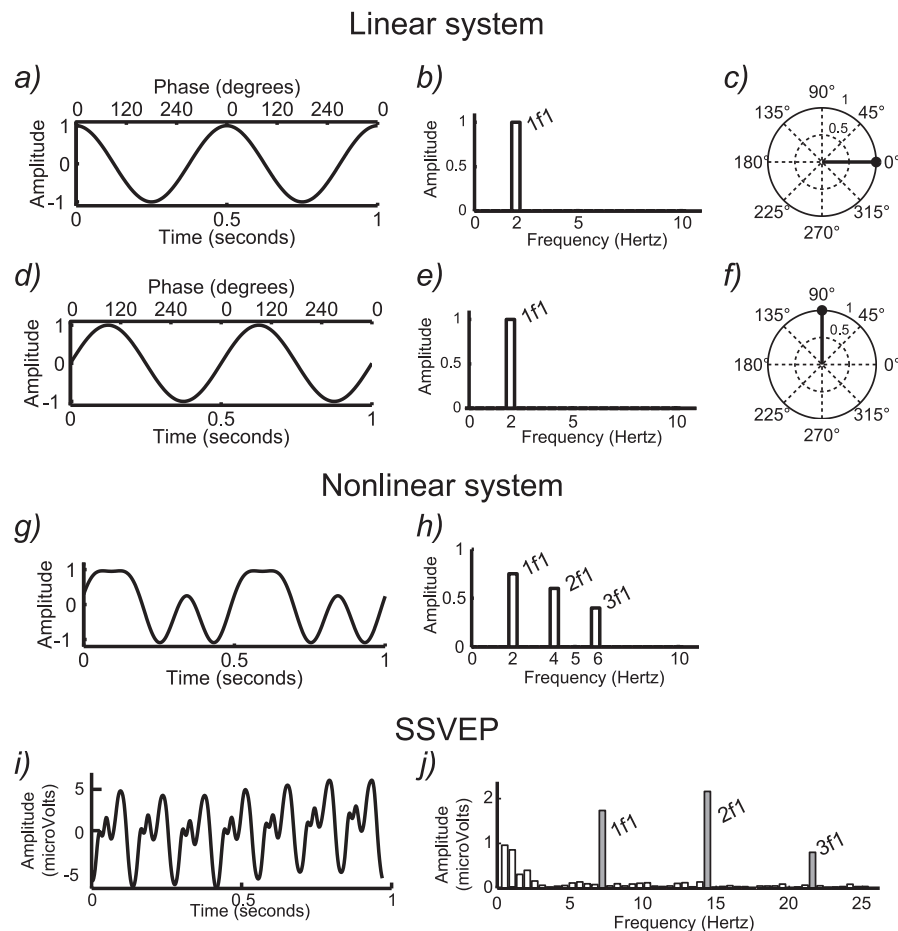 Linear system
a)
Phase (degrees)
0 120 240 0 120 240 0
Amplitude
1
0
-1
0 0.5 1
Time (seconds)
b)
Amplitude
1
0.5
0
1f1
0 2 5 10
Frequency (Hertz)
c)
90°
135° 1 45°
0.5
180° 0°
225° 315°
270°
d)
Phase (degrees)
0 120 240 0 120 240 0
Amplitude
1
0
-1
0 0.5 1
Time (seconds)
e)
Amplitude
1
0.5
0
1f1
0 2 5 10
Frequency (Hertz)
f)
90°
135° 1 45°
0.5
180° 0°
225° 315°
270°
Nonlinear system
g)
Amplitude
1
0
-1
0 0.5 1
Time (seconds)
h)
Amplitude
1
0.5
0
1f1
2f1
3f1
0 2 4 5 6 10
Frequency (Hertz)
SSVEP
i)
Amplitude
(microVolts)
5
0
-5
0 0.5 1
Time (seconds)
j)
Amplitude
(microVolts)
2
1
0
1f1
2f1
3f1
0 5 10 15 20 25
Frequency (Hertz)